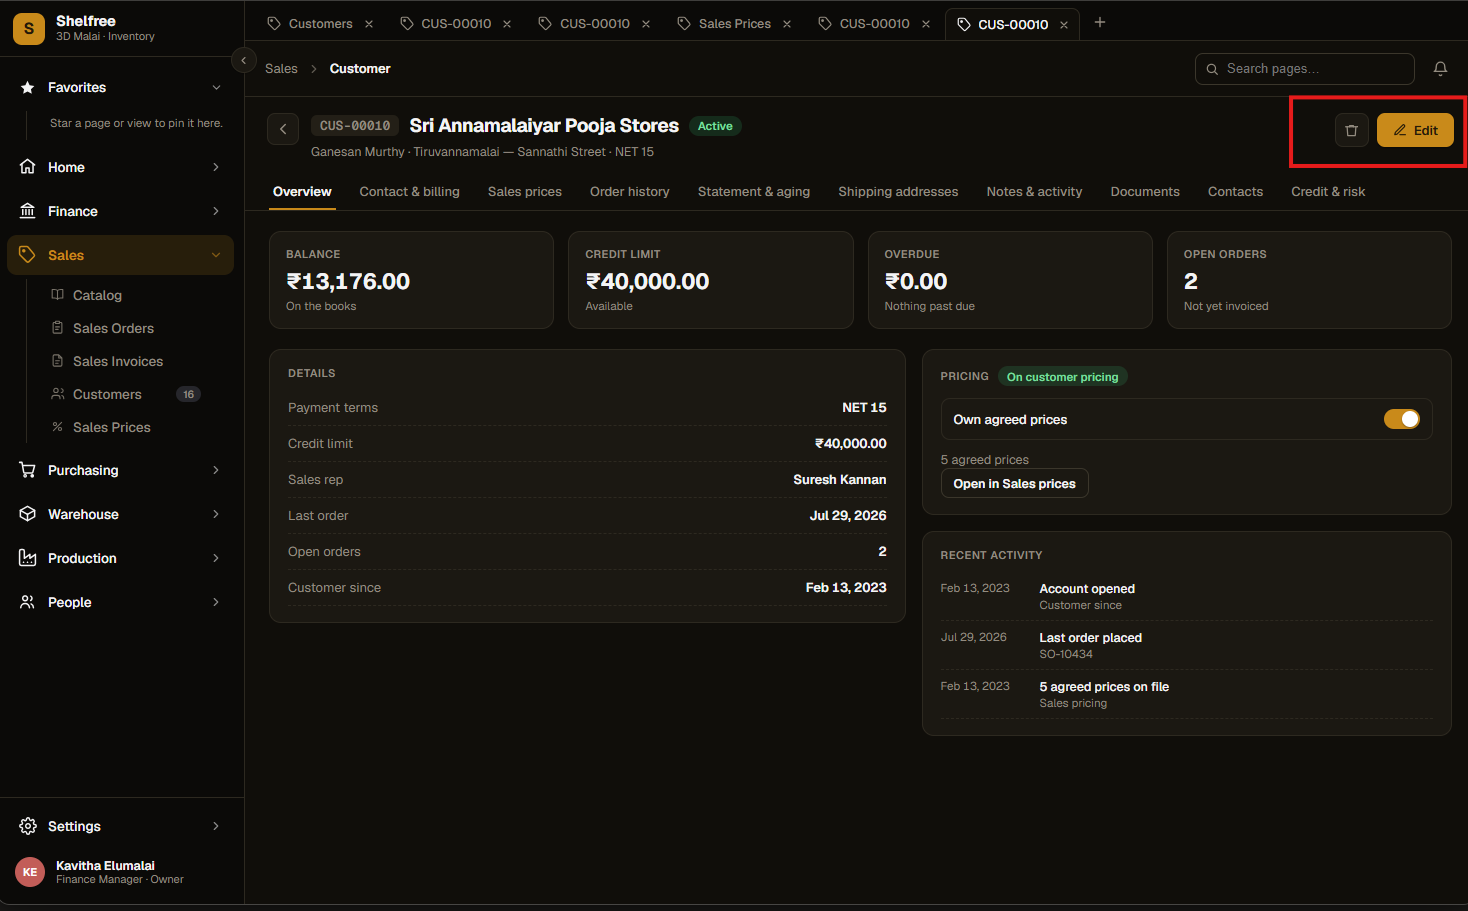 S
Shelfree
3D Malai · Inventory
Customers
CUS-00010
CUS-00010
Sales Prices
CUS-00010
CUS-00010
Sales
Customer
Search pages...
Favorites
Star a page or view to pin it here.
Home
Finance
Sales
Catalog
Sales Orders
Sales Invoices
Customers 16
Sales Prices
Purchasing
Warehouse
Production
People
Settings
KE
Kavitha Elumalai
Finance Manager · Owner
CUS-00010 Sri Annamalaiyar Pooja Stores Active
Ganesan Murthy · Tiruvannamalai — Sannathi Street · NET 15
Edit
Overview Contact & billing Sales prices Order history Statement & aging Shipping addresses Notes & activity Documents Contacts Credit & risk
BALANCE
₹13,176.00
On the books
CREDIT LIMIT
₹40,000.00
Available
OVERDUE
₹0.00
Nothing past due
OPEN ORDERS
2
Not yet invoiced
DETAILS
Payment terms NET 15
Credit limit ₹40,000.00
Sales rep Suresh Kannan
Last order Jul 29, 2026
Open orders 2
Customer since Feb 13, 2023
PRICING On customer pricing
Own agreed prices
5 agreed prices
Open in Sales prices
RECENT ACTIVITY
Feb 13, 2023 Account opened
Customer since
Jul 29, 2026 Last order placed
SO-10434
Feb 13, 2023 5 agreed prices on file
Sales pricing